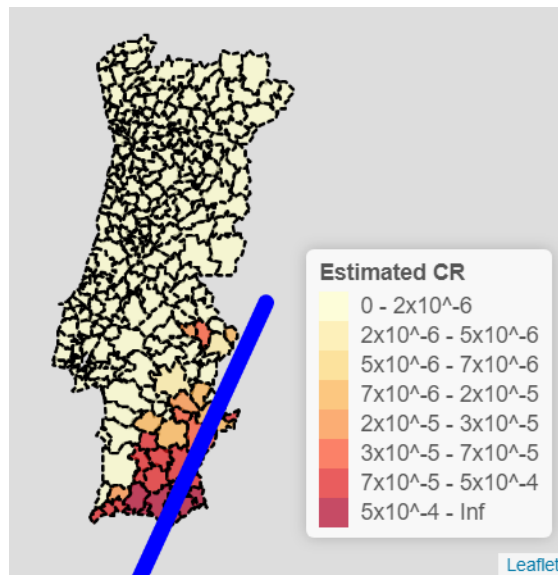 Estimated CR
0 - 2x10^-6
2x10^-6 - 5x10^-6
5x10^-6 - 7x10^-6
7x10^-6 - 2x10^-5
2x10^-5 - 3x10^-5
3x10^-5 - 7x10^-5
7x10^-5 - 5x10^-4
5x10^-4 - Inf
Leaflet